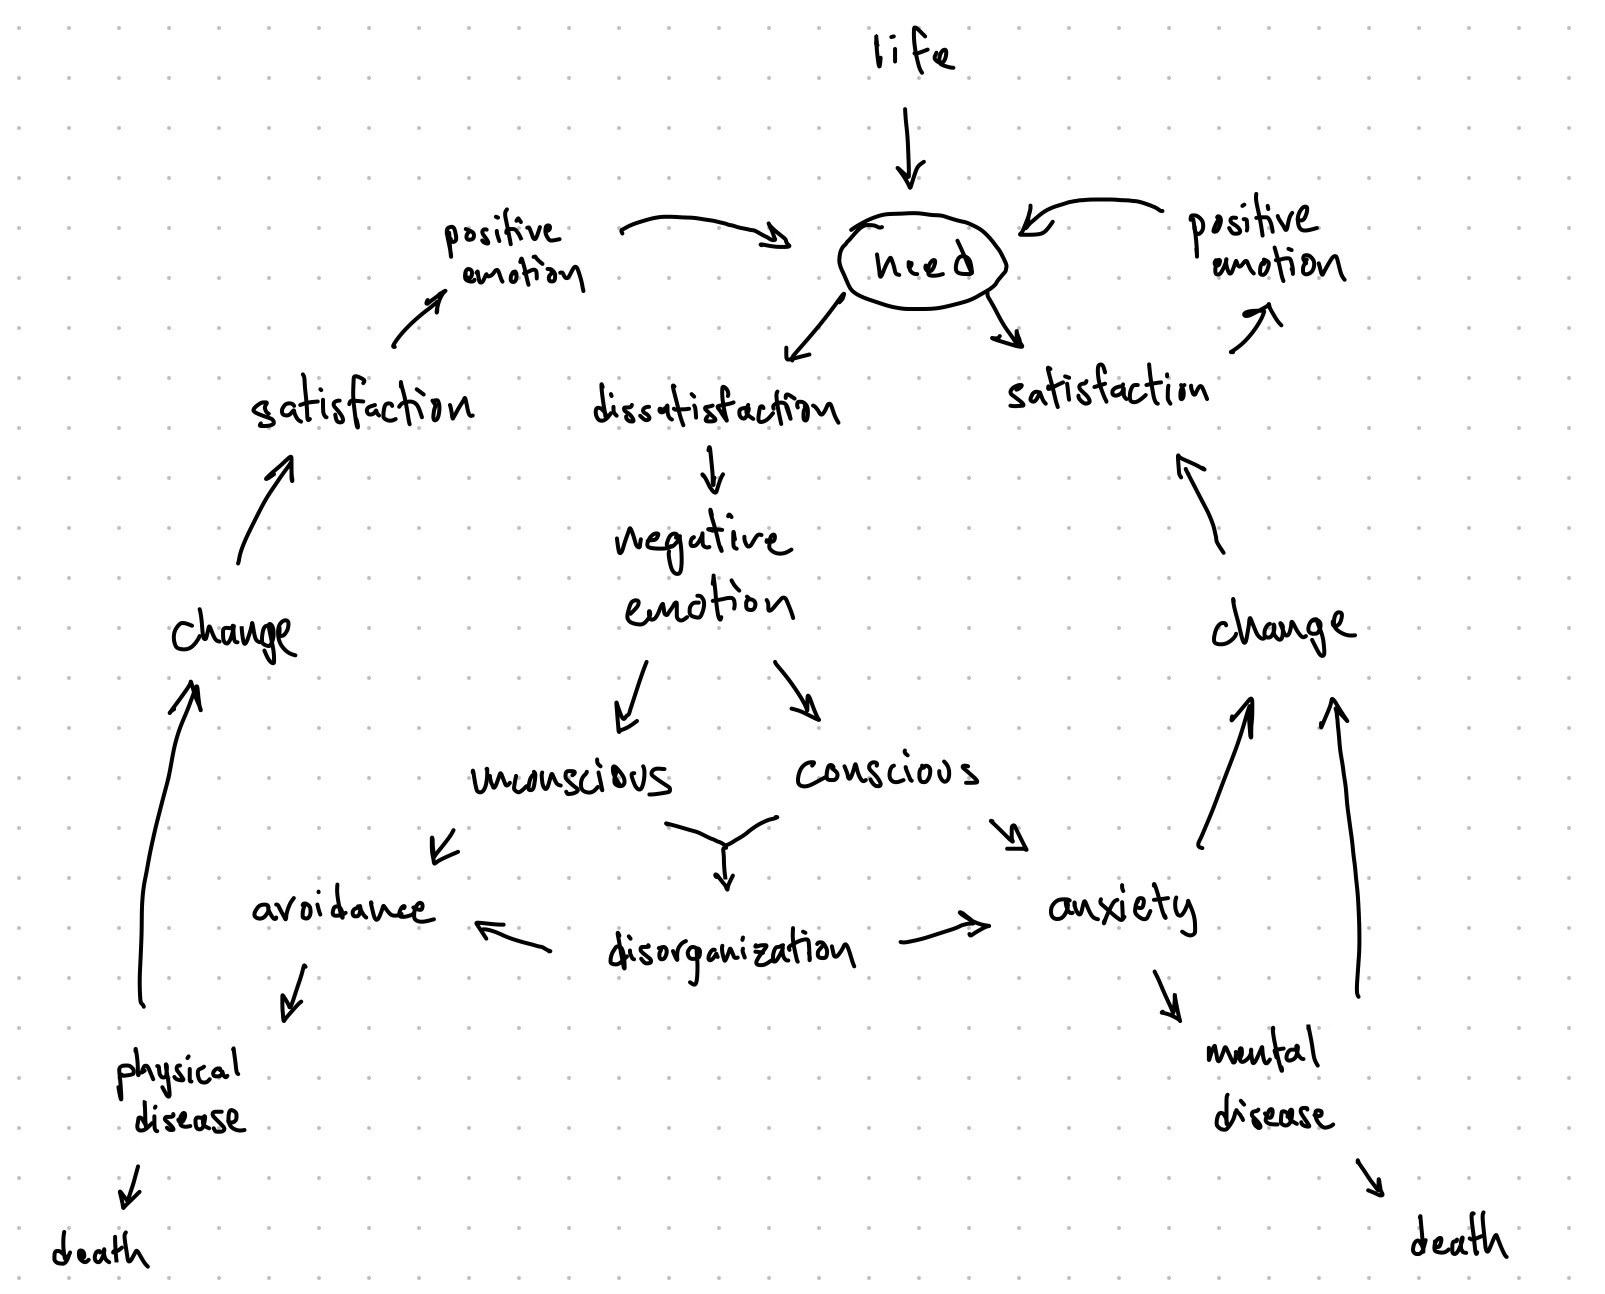 life
positive
emotion
need
positive
emotion
satisfaction
dissatisfaction
satisfaction
negative
emotion
change
change
unconscious
conscious
avoidance
disorganization
anxiety
physical
disease
mental
disease
death
death